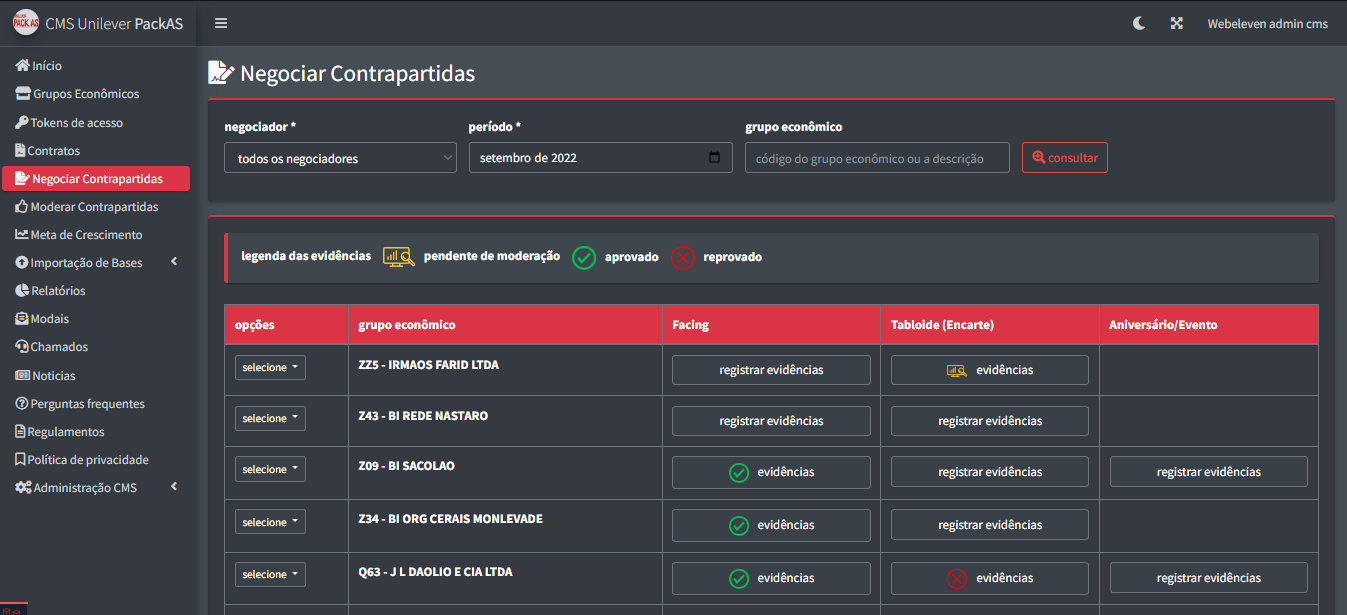 PACK AS
CMS Unilever PackAS
Webeleven admin cms
Início
Grupos Econômicos
Tokens de acesso
Contratos
Negociar Contrapartidas
Moderar Contrapartidas
Meta de Crescimento
Importação de Bases
Relatórios
Modais
Chamados
Noticias
Perguntas frequentes
Regulamentos
Política de privacidade
Administração CMS
Negociar Contrapartidas
negociador * período * grupo econômico
todos os negociadores setembro de 2022 código do grupo econômico ou a descrição consultar
legenda das evidências pendente de moderação aprovado reprovado
opções grupo econômico Facing Tabloide (Encarte) Aniversário/Evento
selecione ZZ5 - IRMAOS FARID LTDA registrar evidências evidências
selecione Z43 - BI REDE NASTARO registrar evidências registrar evidências
selecione Z09 - BI SACOLAO evidências registrar evidências registrar evidências
selecione Z34 - BI ORG CERAIS MONLEVADE evidências registrar evidências
selecione Q63 - J L DAOLIO E CIA LTDA evidências evidências registrar evidências